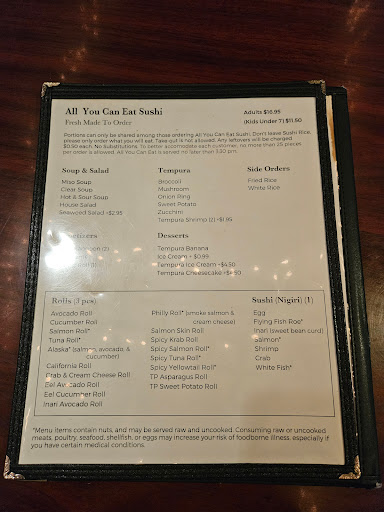 All You Can Eat Sushi
Adults $16.95
Fresh Made To Order
(Kids Under 7) $11.50
Portions can only be shared among those ordering All You Can Eat Sushi. Don't leave Sushi Rice,
please only order what you will eat. Take out is not allowed. Any leftovers will be charged
$0.50 each. No Substitutions. To better accomodate each customer, no more than 25 pieces
per order is allowed. All You Can Eat is served no later than 3:30 pm.
Soup & Salad
Miso Soup
Clear Soup
Hot & Sour Soup
House Salad
Seaweed Salad +$2.95
Tempura
Broccoli
Mushroom
Onion Ring
Sweet Potato
Zucchini
Tempura Shrimp (2) +$1.95
Side Orders
Fried Rice
White Rice
Desserts
Tempura Banana
Ice Cream + $0.99
Tempura Ice Cream +$4.50
Tempura Cheesecake +$4.50
Rolls (3 pcs)
Avocado Roll
Cucumber Roll
Salmon Roll*
Tuna Roll*
Alaska* (salmon, avocado, &
cucumber)
California Roll
Crab & Cream Cheese Roll
Eel Avocado Roll
Eel Cucumber Roll
Inari Avocado Roll
Philly Roll* (smoke salmon &
cream cheese)
Salmon Skin Roll
Spicy Krab Roll
Spicy Salmon Roll*
Spicy Tuna Roll*
Spicy Yellowtail Roll*
TP Asparagus Roll
TP Sweet Potato Roll
Sushi (Nigiri) (1)
Egg
Flying Fish Roe*
Inari (sweet bean curd)
Salmon*
Shrimp
Crab
White Fish*
*Menu items contain nuts, and may be served raw and uncooked. Consuming raw or uncooked
meats, poultry, seafood, shellfish, or eggs may increase your risk of foodborne illness, especially if
you have certain medical conditions.